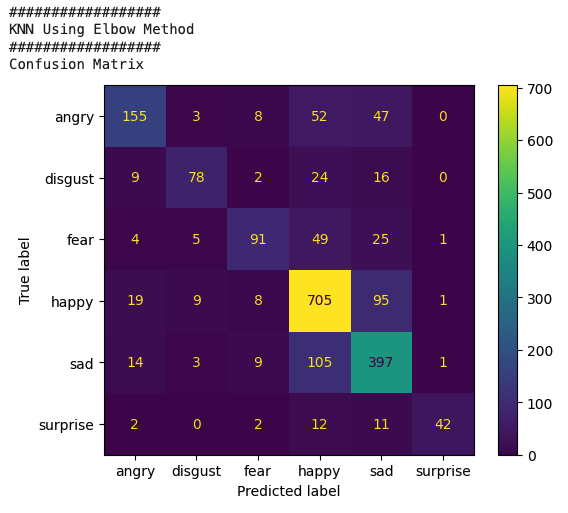 ##################
KNN Using Elbow Method
##################
Confusion Matrix
angry 155 3 8 52 47 0
disgust 9 78 2 24 16 0
fear 4 5 91 49 25 1
happy 19 9 8 705 95 1
sad 14 3 9 105 397 1
surprise 2 0 2 12 11 42
angry disgust fear happy sad surprise
Predicted label
True label
700
600
500
400
300
200
100
0